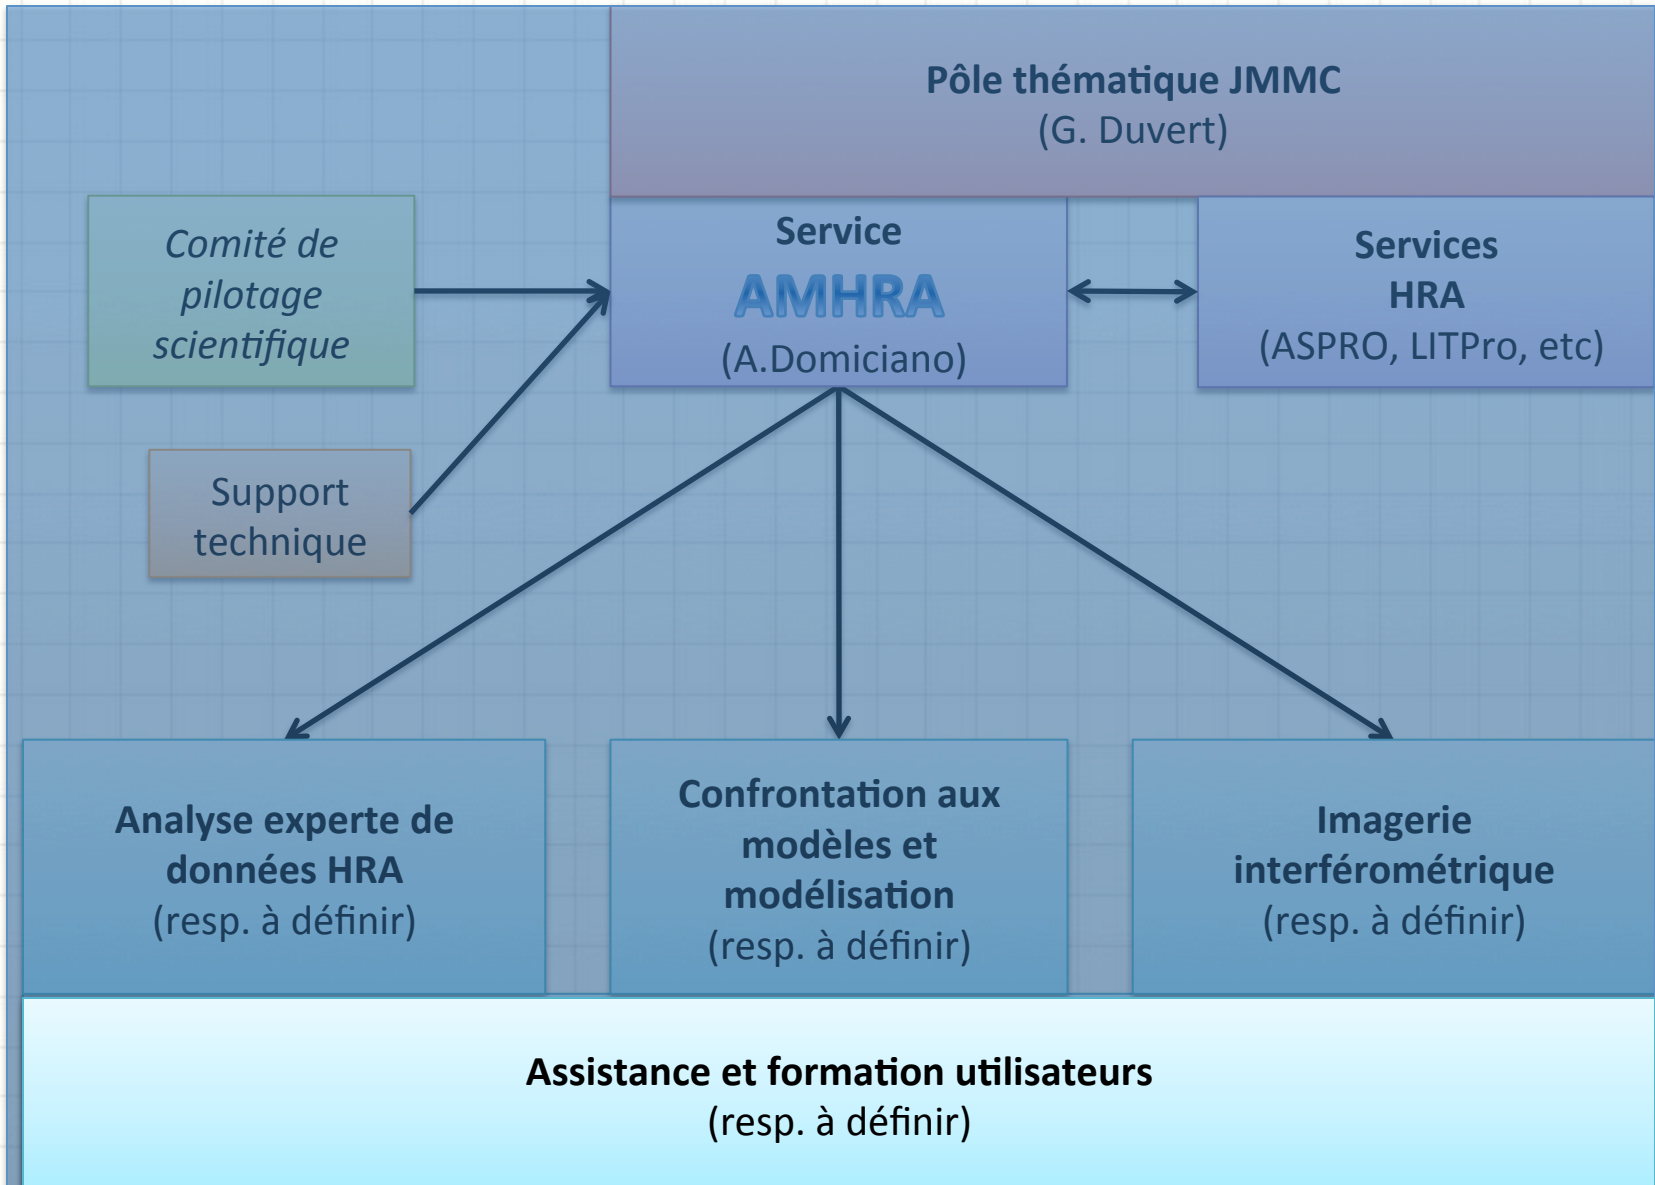 Pôle thématique JMMC
(G. Duvert)
Comité de
pilotage
scientifique
Service
AMHRA
(A.Domiciano)
Services
HRA
(ASPRO, LITPro, etc)
Support
technique
Analyse experte de
données HRA
(resp. à définir)
Confrontation aux
modèles et
modélisation
(resp. à définir)
Imagerie
interférométrique
(resp. à définir)
Assistance et formation utilisateurs
(resp. à définir)